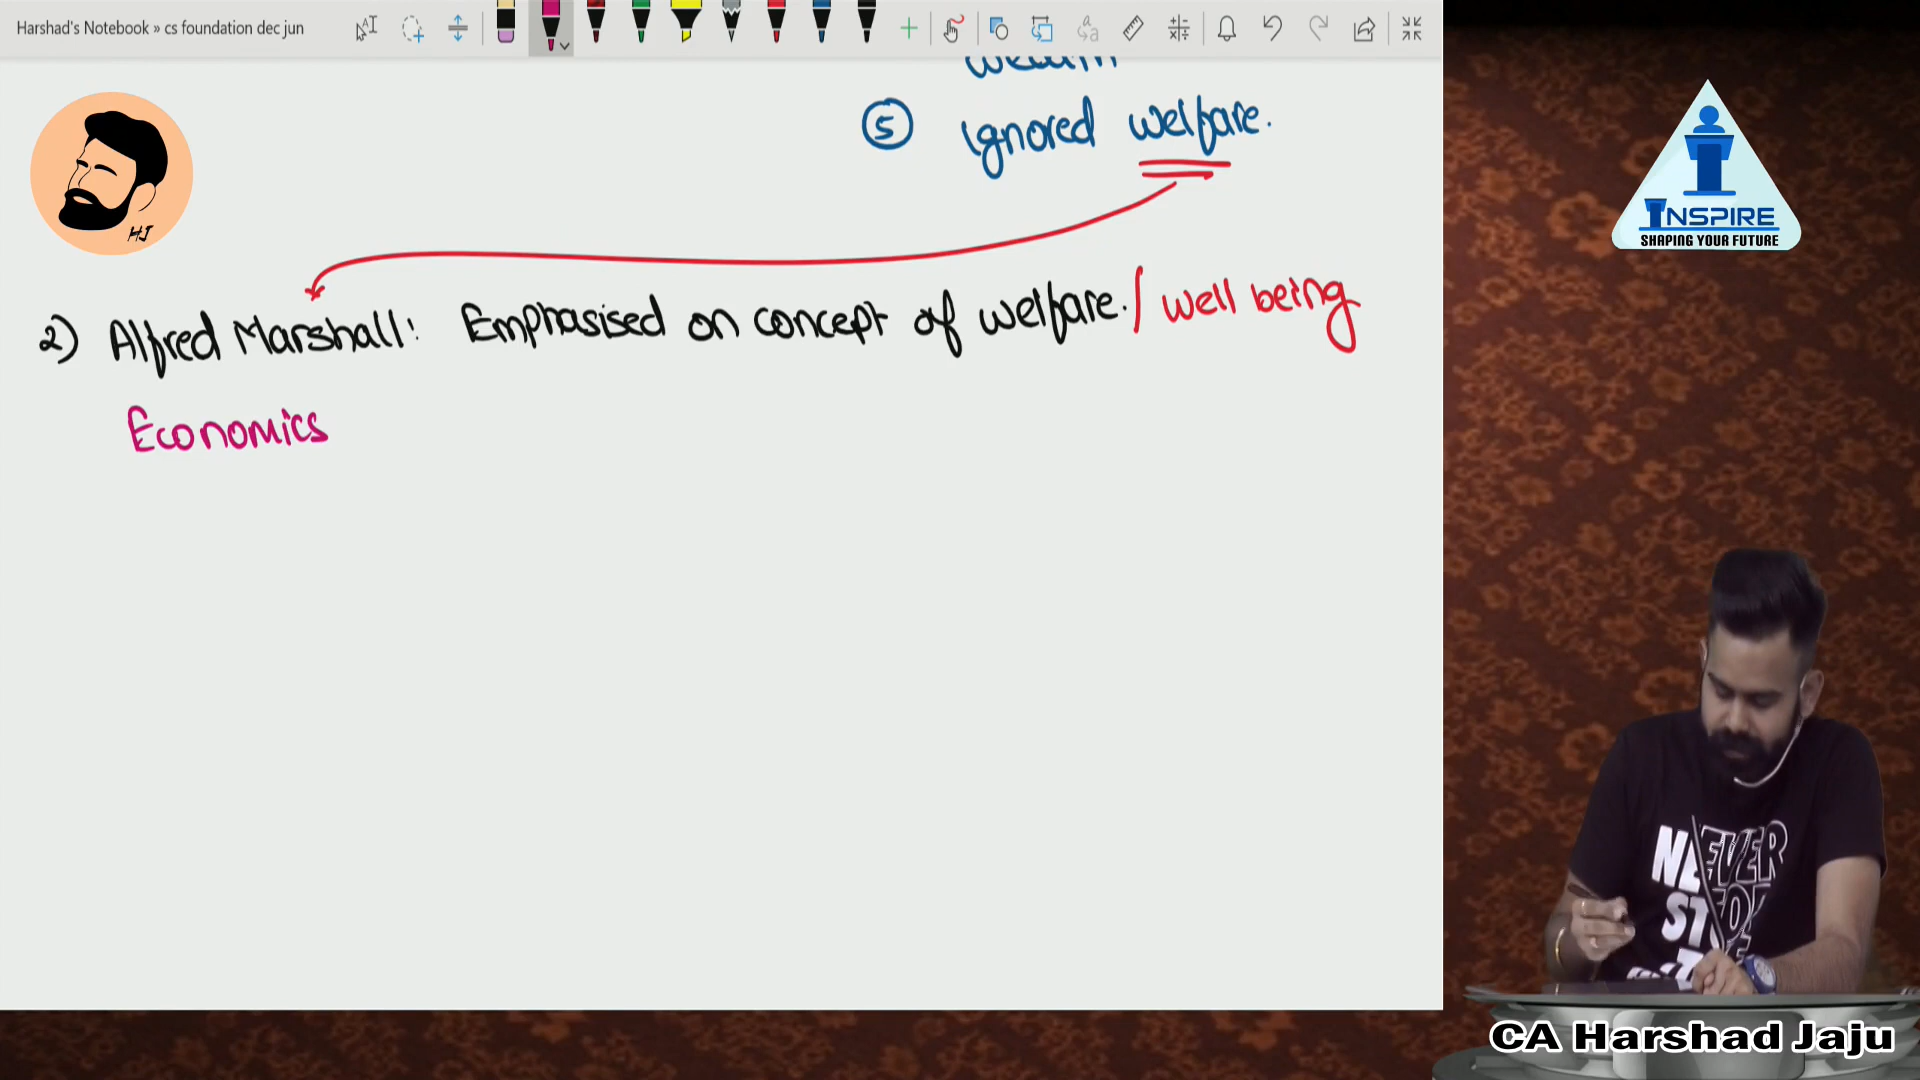 Harshad's Notebook » cs foundation dec jun
⑤ ignored welfare.
HJ
2) Alfred Marshall: Emphasised on concept of welfare. / well being
Economics
INSPIRE
SHAPING YOUR FUTURE
NEVER
CA Harshad Jaju